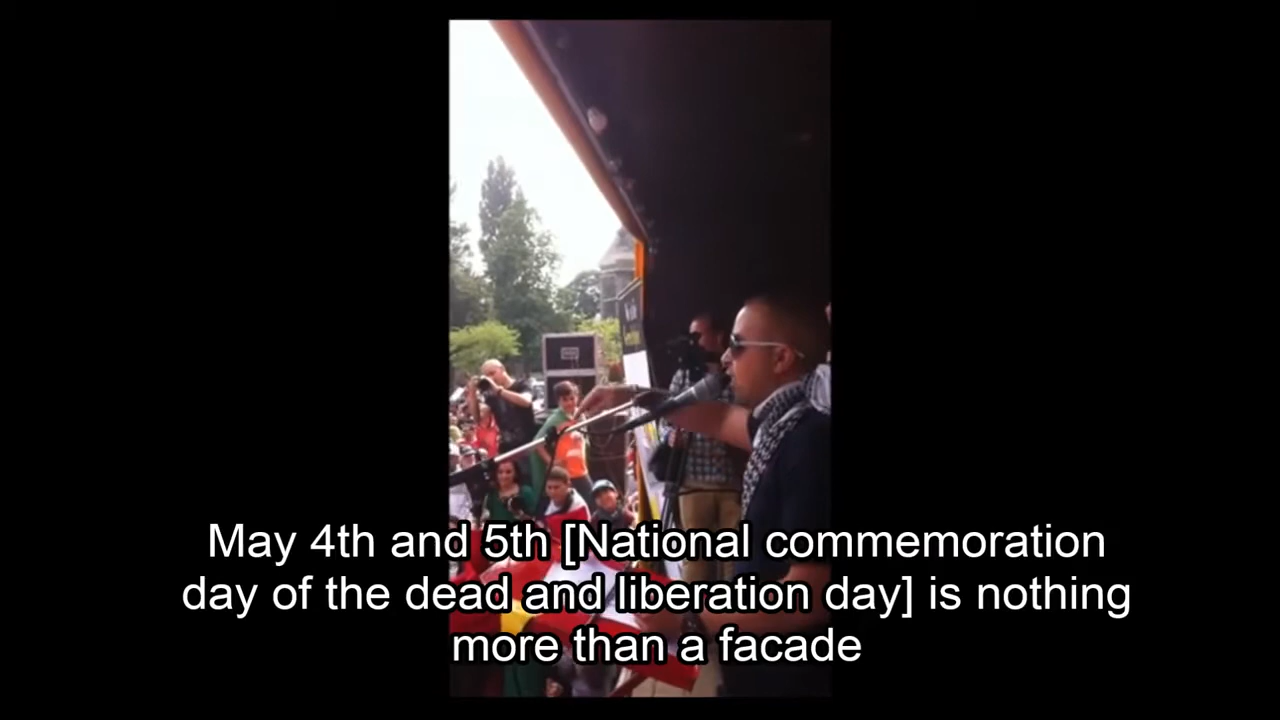 May 4th and 5th [National commemoration
day of the dead and liberation day] is nothing
more than a facade